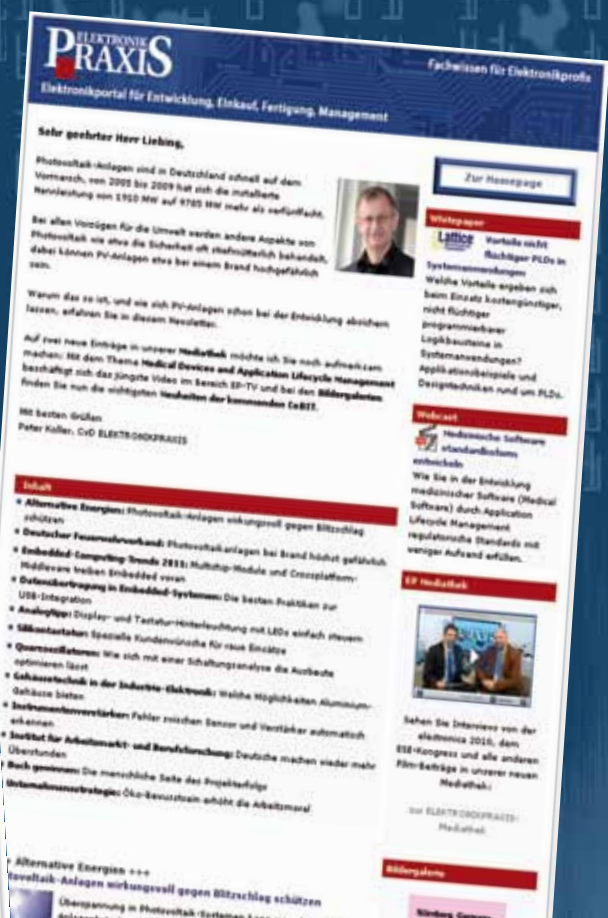 ELEKTRONIK
PRAXIS
Fachwissen für Elektronikprofis
Elektronikportal für Entwicklung, Einkauf, Fertigung, Management
Sehr geehrter Herr Liebing,
Photovoltaik-Anlagen sind in Deutschland schnell auf dem
Vormarsch, von 2005 bis 2009 hat sich die installierte
Nennleistung von 1910 MW auf 9785 MW mehr als verfünffacht.
Bei allen Vorzügen für die Umwelt werden andere Aspekte von
Photovoltaik wie etwa die Sicherheit oft stiefmütterlich behandelt,
dabei können PV-Anlagen etwa bei einem Brand hochgefährlich
sein.
Warum das so ist, und wie sich PV-Anlagen schon bei der Entwicklung absichern
lassen, erfahren Sie in diesem Newsletter.
Auf zwei neue Einträge in unserer Mediathek möchte ich Sie noch aufmerksam
machen: Mit dem Thema Medical Devices and Application Lifecycle Management
beschäftigt sich das jüngste Video im Bereich EP-TV und bei den Bildergalerien
finden Sie nun die wichtigsten Neuheiten der kommenden CeBIT.
Mit besten Grüßen
Peter Koller, CvD ELEKTRONIKPRAXIS
Inhalt
Alternative Energien: Photovoltaik-Anlagen wirkungsvoll gegen Blitzschlag
schützen
Deutscher Feuerwehrverband: Photovoltaikanlagen bei Brand höchst gefährlich
Embedded-Computing-Trends 2011: Multichip-Module und Crossplatform-
Middleware treiben Embedded voran
Datenübertragung in Embedded-Systemen: Die besten Praktiken zur
USB-Integration
Analogtipp: Display- und Tastatur-Hinterleuchtung mit LEDs einfach steuern
Silikontastatur: Spezielle Kundenwünsche für raue Einsätze
Quarzoszillatoren: Wie sich mit einer Schaltungsanalyse die Ausbeute
optimieren lässt
Gehäusetechnik in der Industrie-Elektronik: Welche Möglichkeiten Aluminium-
Gehäuse bieten
Instrumentenverstärker: Fehler zwischen Sensor und Verstärker automatisch
erkennen
Institut für Arbeitsmarkt- und Berufsforschung: Deutsche machen wieder mehr
Überstunden
Buch gewinnen: Die menschliche Seite des Projekterfolgs
Unternehmensstrategie: Öko-Bewusstsein erhöht die Arbeitsmoral
Alternative Energien +++
Photovoltaik-Anlagen wirkungsvoll gegen Blitzschlag schützen
Überspannung in Photovoltaik-Systemen
Zur Homepage
Whitepaper
Lattice
Vorteile nicht
flüchtiger PLDs in
Systemanwendungen
Welche Vorteile ergeben sich
beim Einsatz kostengünstiger,
nicht flüchtiger
programmierbarer
Logikbausteine in
Systemanwendungen?
Applikationsbeispiele und
Designtechniken rund um PLDs.
Webcast
Medizinische Software
standardkonform
entwickeln
Wie Sie in der Entwicklung
medizinischer Software (Medical
Software) durch Application
Lifecycle Management
regulatorische Standards mit
weniger Aufwand erfüllen.
EP Mediathek
PRAXIS
Sehen Sie Interviews von der
electronica 2010, dem
ESE-Kongress und alle anderen
Film-Beiträge in unserer neuen
Mediathek:
zur ELEKTRONIKPRAXIS-
Mediathek
Bildergalerie